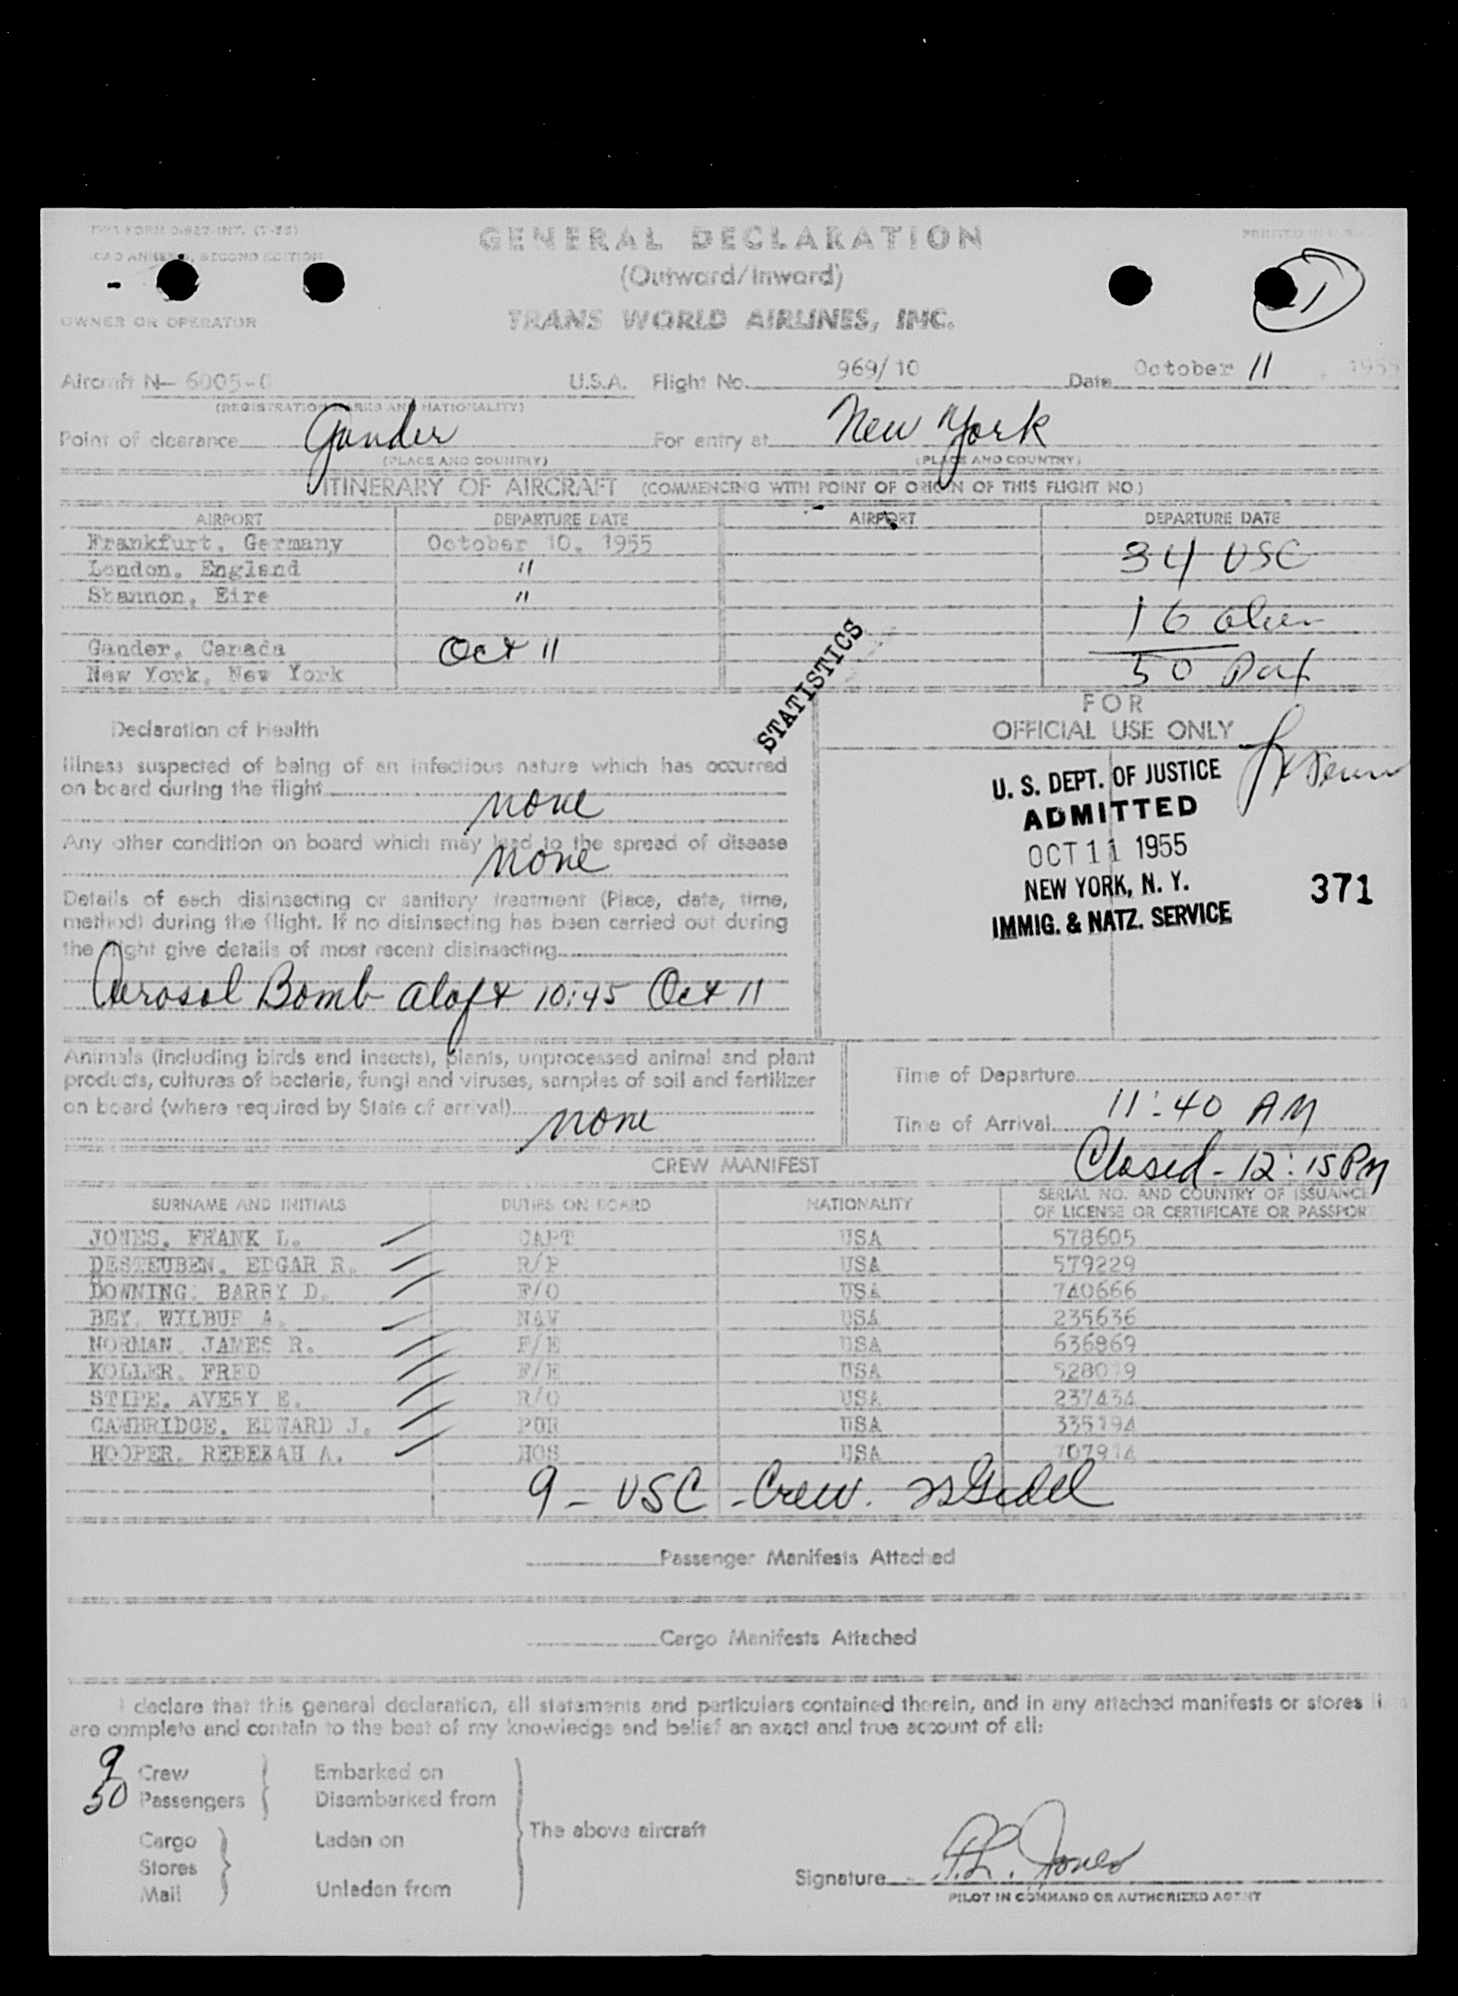 TWA FORM O-827-INT. (7-55)
GENERAL DECLARATION
ICAO ANNEX 9, SECOND EDITION
(Outward/Inward)
1
OWNER OR OPERATOR
TRANS WORLD AIRLINES, INC.
Aircraft N- 6005-C U.S.A. Flight No. 969/10 Date October 11, 1955
(REGISTRATION MARKS AND NATIONALITY)
Point of clearance Gander For entry at New York
(PLACE AND COUNTRY) (PLACE AND COUNTRY)
ITINERARY OF AIRCRAFT (COMMENCING WITH POINT OF ORIGIN OF THIS FLIGHT NO.)
AIRPORT DEPARTURE DATE AIRPORT DEPARTURE DATE
Frankfurt, Germany October 10, 1955 34 USC
London, England "
Shannon, Eire " 16 alien
Gander, Canada Oct 11
New York, New York 50 Pax
STATISTICS
FOR
OFFICIAL USE ONLY
Declaration of Health
Illness suspected of being of an infectious nature which has occurred
on board during the flight none
Any other condition on board which may lead to the spread of disease
none
Details of each disinsecting or sanitary treatment (Place, date, time,
method) during the flight. If no disinsecting has been carried out during
the flight give details of most recent disinsecting
Aerosol Bomb aloft 10:45 Oct 11
U. S. DEPT. OF JUSTICE
ADMITTED
OCT 11 1955
NEW YORK, N. Y. 371
IMMIG. & NATZ. SERVICE
Animals (including birds and insects), plants, unprocessed animal and plant
products, cultures of bacteria, fungi and viruses, samples of soil and fertilizer
on board (where required by State of arrival) none
Time of Departure
Time of Arrival 11:40 AM
Closed - 12:15 PM
CREW MANIFEST
SURNAME AND INITIALS DUTIES ON BOARD NATIONALITY SERIAL NO. AND COUNTRY OF ISSUANCE OF LICENSE OR CERTIFICATE OR PASSPORT
JONES, FRANK L. CAPT USA 578605
DESTEUBEN, EDGAR R. R/P USA 579229
DOWNING, BARRY D. F/O USA 740666
BEY, WILBUR A. NAV USA 235636
NORMAN, JAMES R. F/E USA 636869
KOLLER, FRED F/E USA
STIPE, AVERY E. R/O USA 237434
CAMBRIDGE, EDWARD J. PUR USA 335194
HOOPER, REBEKAH A. HOS USA
9 - USC - Crew.
Passenger Manifests Attached
Cargo Manifests Attached
I declare that this general declaration, all statements and particulars contained therein, and in any attached manifests or stores
are complete and contain to the best of my knowledge and belief an exact and true account of all:
9 Crew Embarked on
50 Passengers Disembarked from
The above aircraft
Cargo Laden on
Stores
Mail Unladen from
Signature F.L. Jones
PILOT IN COMMAND OR AUTHORIZED AGENT